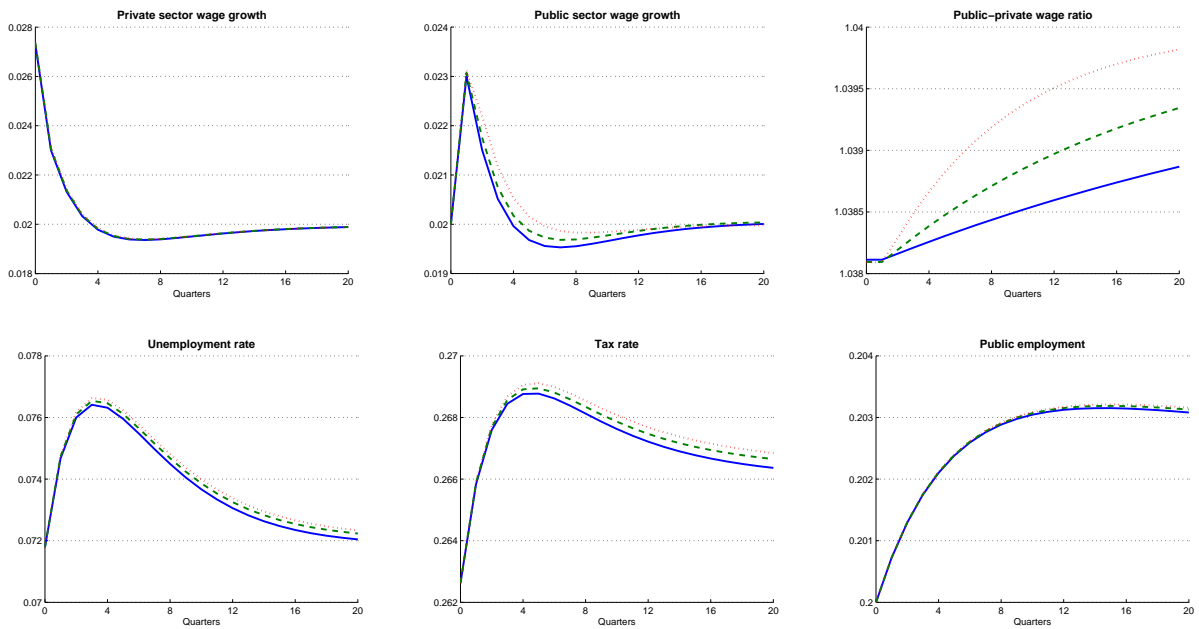 Private sector wage growth
0.028
0.026
0.024
0.022
0.02
0.018
0 4 8 12 16 20
Quarters
Public sector wage growth
0.024
0.023
0.022
0.021
0.02
0.019
0 4 8 12 16 20
Quarters
Public−private wage ratio
1.04
1.0395
1.039
1.0385
1.038
0 4 8 12 16 20
Quarters
Unemployment rate
0.078
0.076
0.074
0.072
0.07
0 4 8 12 16 20
Quarters
Tax rate
0.27
0.268
0.266
0.264
0.262
0 4 8 12 16 20
Quarters
Public employment
0.204
0.203
0.202
0.201
0.2
0 4 8 12 16 20
Quarters